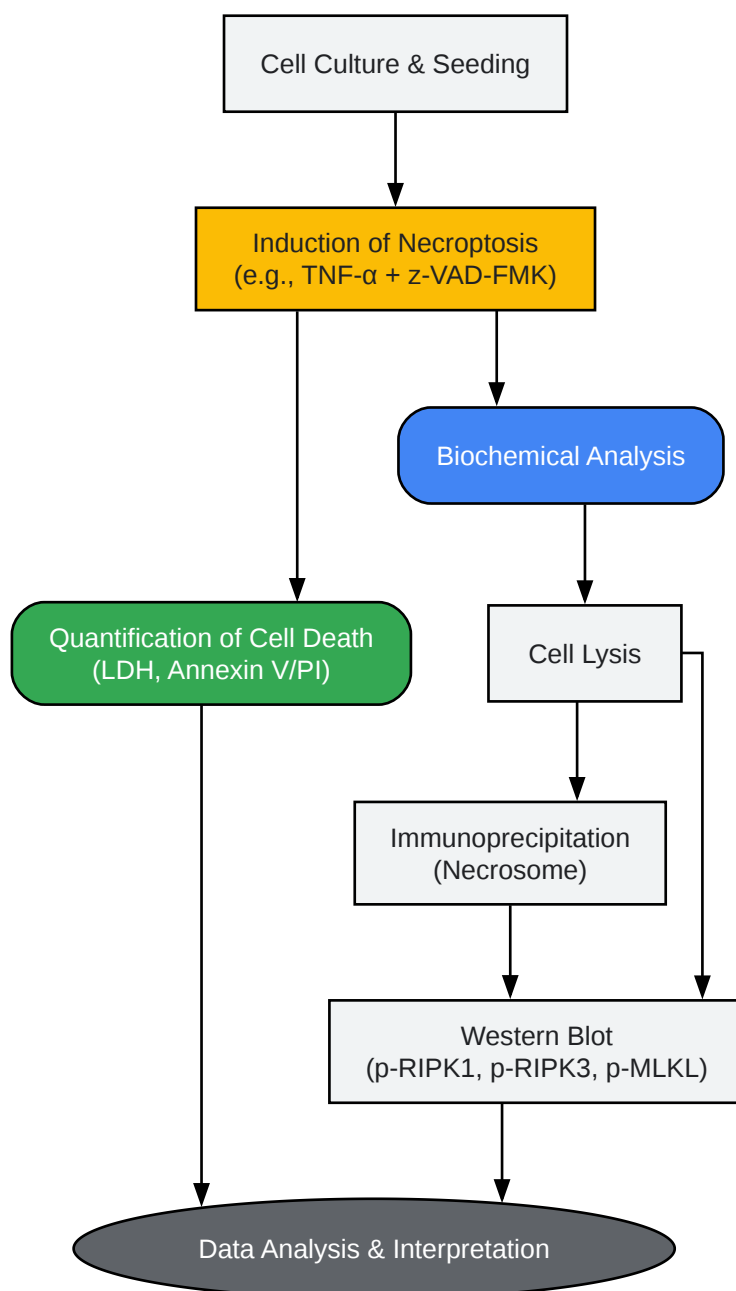 Cell Culture & Seeding
Induction of Necroptosis
(e.g., TNF-α + z-VAD-FMK)
Biochemical Analysis
Quantification of Cell Death
(LDH, Annexin V/PI)
Cell Lysis
Immunoprecipitation
(Necrosome)
Western Blot
(p-RIPK1, p-RIPK3, p-MLKL)
Data Analysis & Interpretation